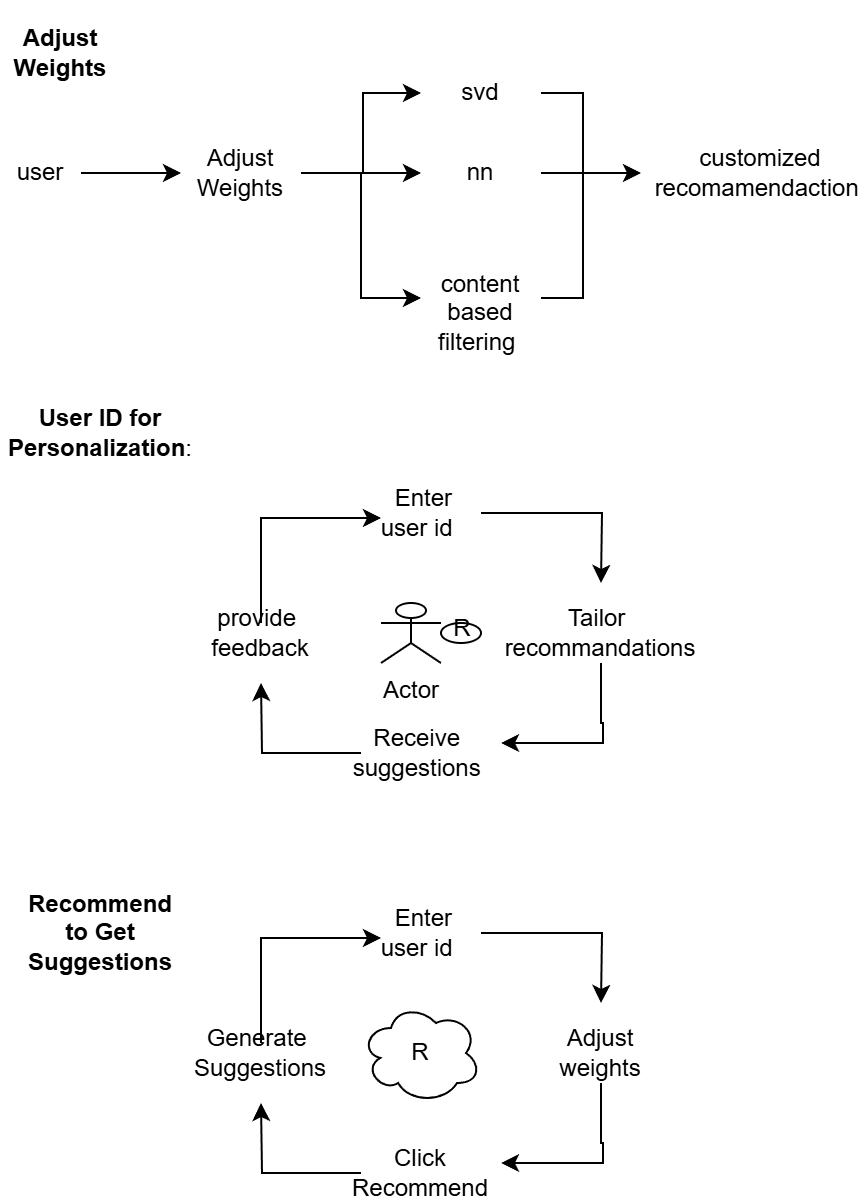 Adjust
Weights
svd
user
Adjust
Weights
nn
customized
recomamendaction
content
based
filtering
User ID for
Personalization:
Enter
user id
provide
feedback
R
Actor
Tailor
recommandations
Receive
suggestions
Recommend
to Get
Suggestions
Enter
user id
Generate
Suggestions
R
Adjust
weights
Click
Recommend